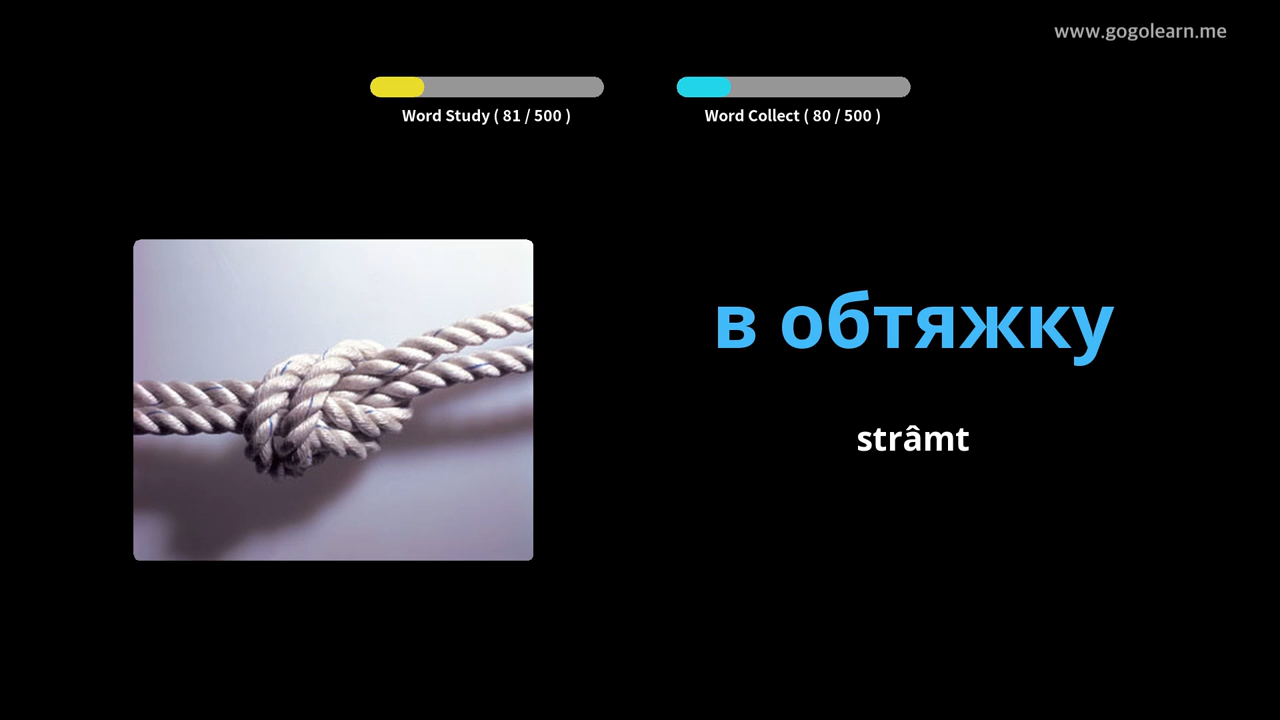 www.gogolearn.me
Word Study ( 81 / 500 )
Word Collect ( 80 / 500 )
в обтяжку
strâmt